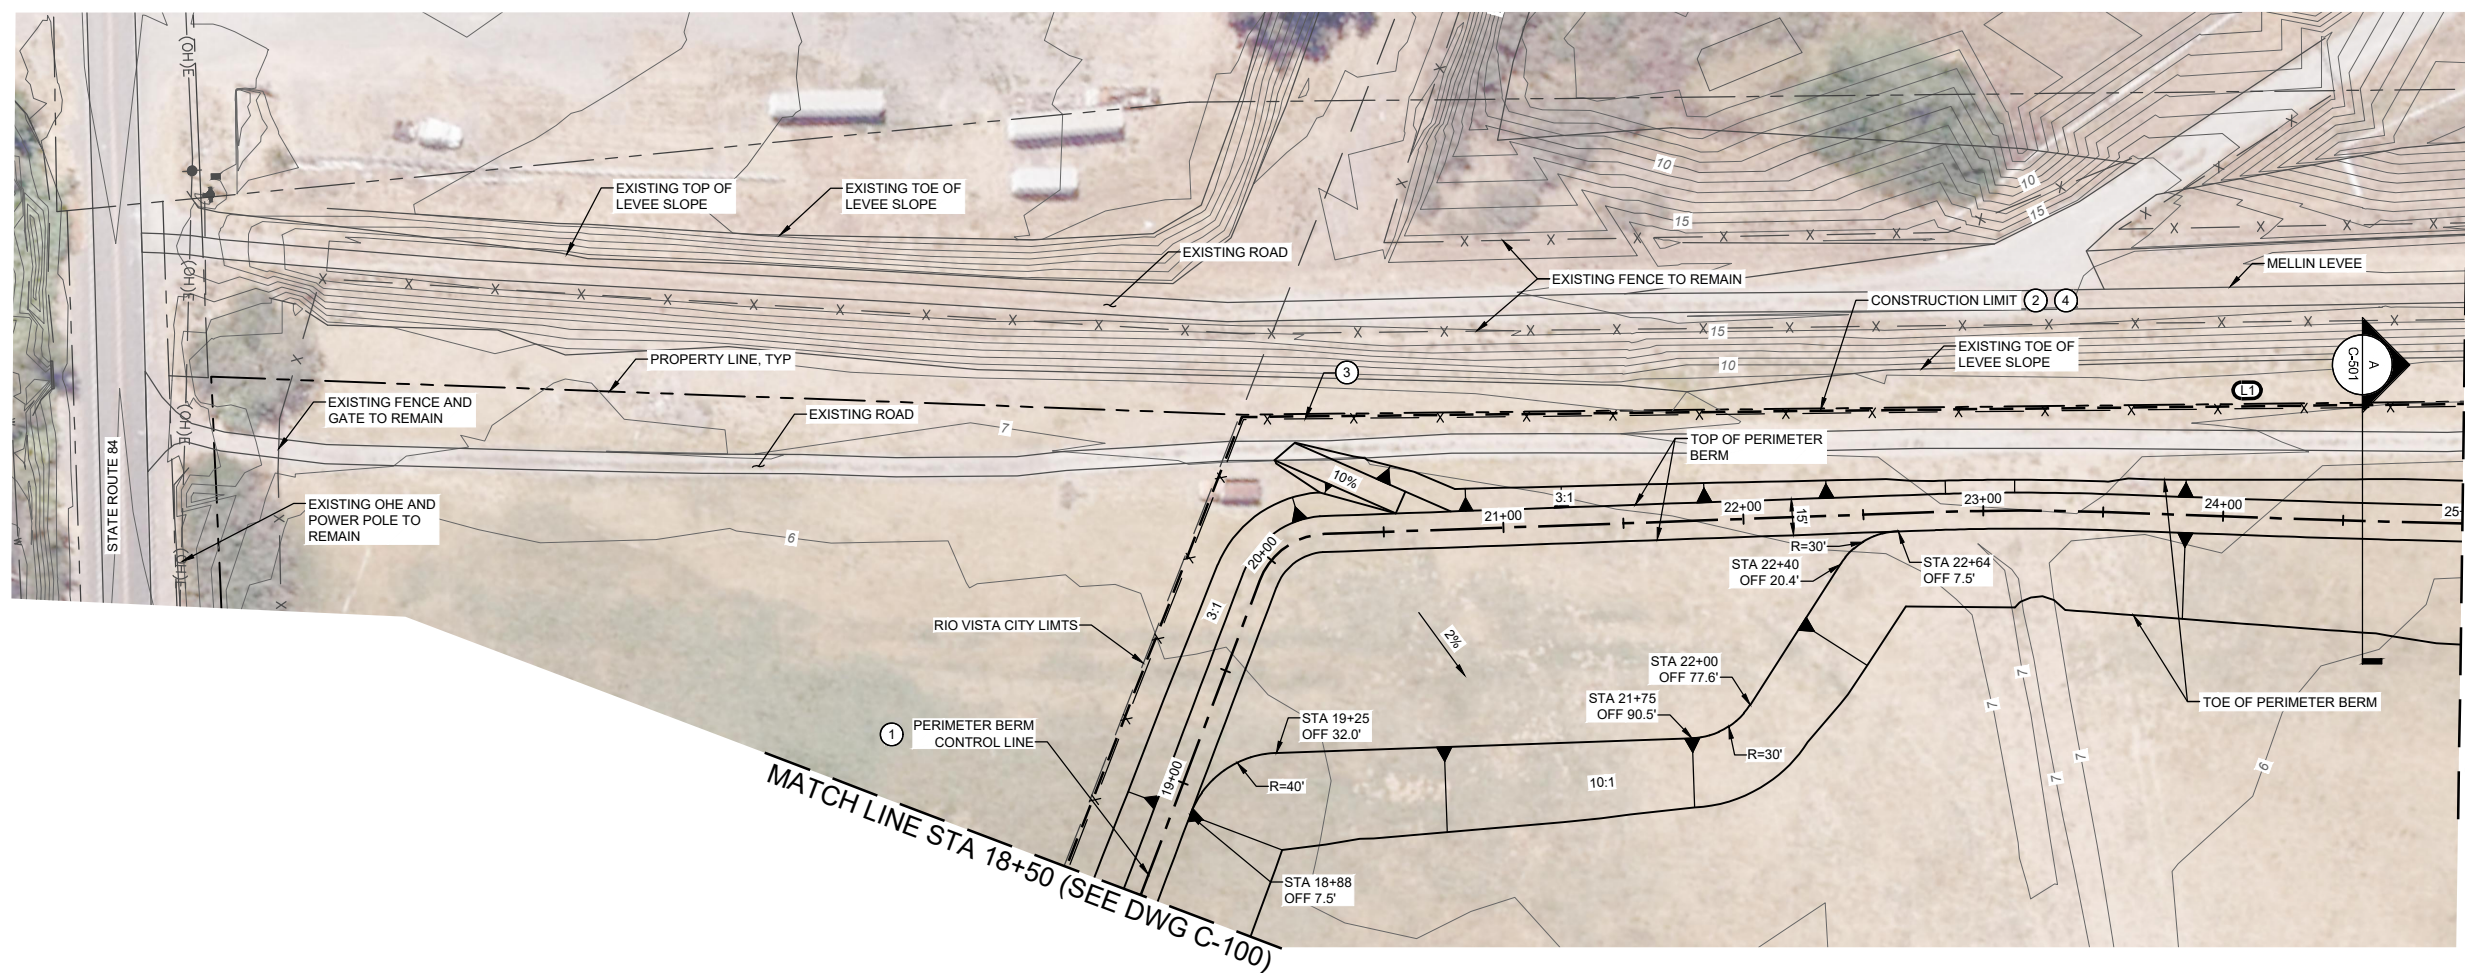 (OH)E
10
10
15
15
EXISTING TOP OF
LEVEE SLOPE
EXISTING TOE OF
LEVEE SLOPE
EXISTING ROAD
MELLIN LEVEE
(OH)E
EXISTING FENCE TO REMAIN
CONSTRUCTION LIMIT 2 4
15
EXISTING TOE OF
LEVEE SLOPE
10
A
C-501
PROPERTY LINE, TYP
3
L1
EXISTING FENCE AND
GATE TO REMAIN
EXISTING ROAD
(OH)E
7
TOP OF PERIMETER
BERM
STATE ROUTE 84
10%
3:1
21+00
22+00
15'
23+00
24+00
25+
EXISTING OHE AND
POWER POLE TO
REMAIN
6
20+00
R=30'
STA 22+40
OFF 20.4'
STA 22+64
OFF 7.5'
(OH)E
3:1
RIO VISTA CITY LIMTS
2%
STA 22+00
OFF 77.6'
STA 21+75
OFF 90.5'
7
7
TOE OF PERIMETER BERM
1
PERIMETER BERM
CONTROL LINE
STA 19+25
OFF 32.0'
R=30'
7
7
6
19+00
R=40'
10:1
MATCH LINE STA 18+50 (SEE DWG C-100)
STA 18+88
OFF 7.5'